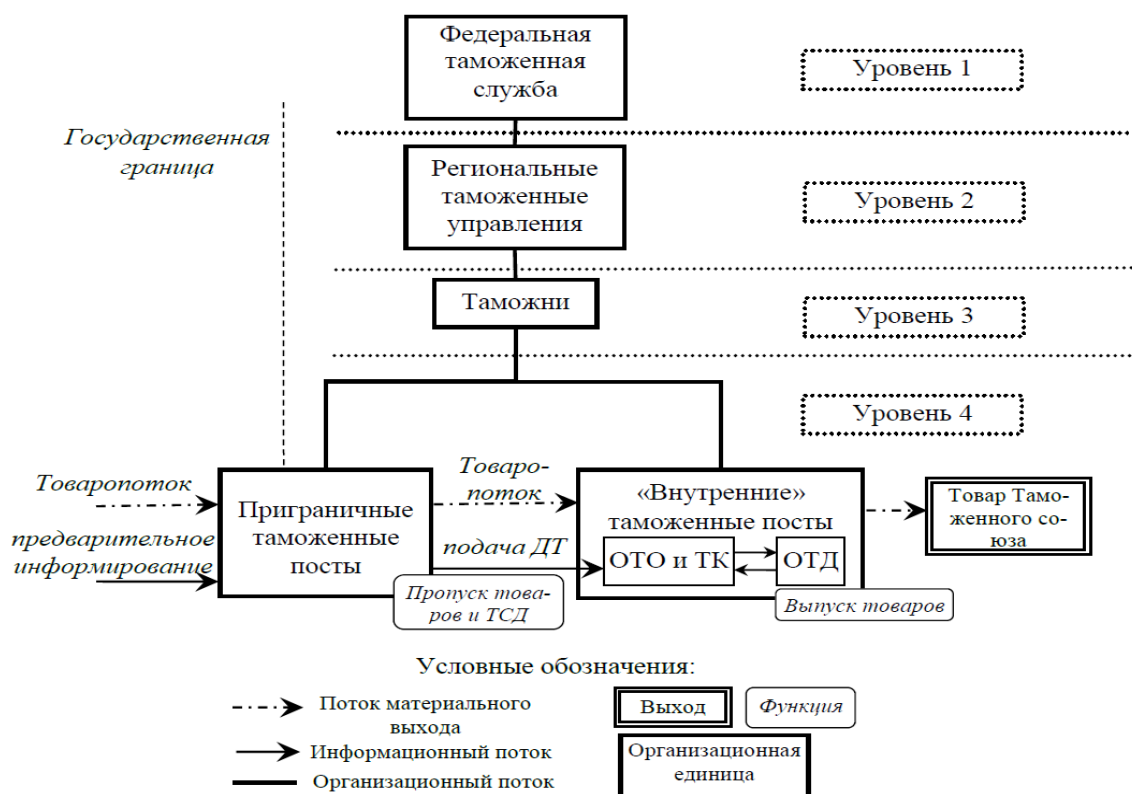 Федеральная
таможенная
служба
Уровень 1
Государственная
граница
Региональные
таможенные
управления
Уровень 2
Таможни
Уровень 3
Уровень 4
Товаропоток
предварительное
информирование
Приграничные
таможенные
посты
Товаро-
поток
подача ДТ
Пропуск това-
ров и ТСД
«Внутренние»
таможенные посты
ОТО и ТК
ОТД
Выпуск товаров
Товар Тамо-
женного со-
юза
Условные обозначения:
Поток материального
выхода
Информационный поток
Организационный поток
Выход
Функция
Организационная
единица